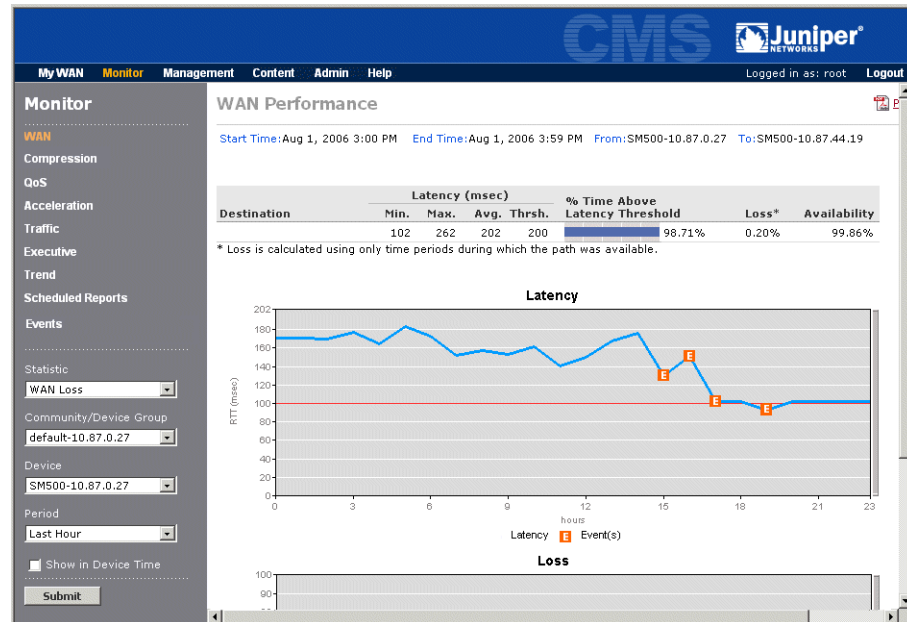 CMS
Juniper®
NETWORKS
My WAN Monitor Management Content Admin Help Logged in as: root Logout
Monitor
WAN
Compression
QoS
Acceleration
Traffic
Executive
Trend
Scheduled Reports
Events
Statistic
WAN Loss
Community/Device Group
default-10.87.0.27
Device
SM500-10.87.0.27
Period
Last Hour
Show in Device Time
Submit
WAN Performance
P
Start Time:Aug 1, 2006 3:00 PM End Time:Aug 1, 2006 3:59 PM From:SM500-10.87.0.27 To:SM500-10.87.44.19
Latency (msec)
% Time Above
Destination Min. Max. Avg. Thrsh. Latency Threshold Loss* Availability
102 262 202 200 98.71% 0.20% 99.86%
* Loss is calculated using only time periods during which the path was available.
Latency
202
180
160
140
120
100
80
60
40
20
0
RTT (msec)
E
E
E
E
0 3 6 9 12 15 18 21 23
hours
Latency E Event(s)
Loss
100
90